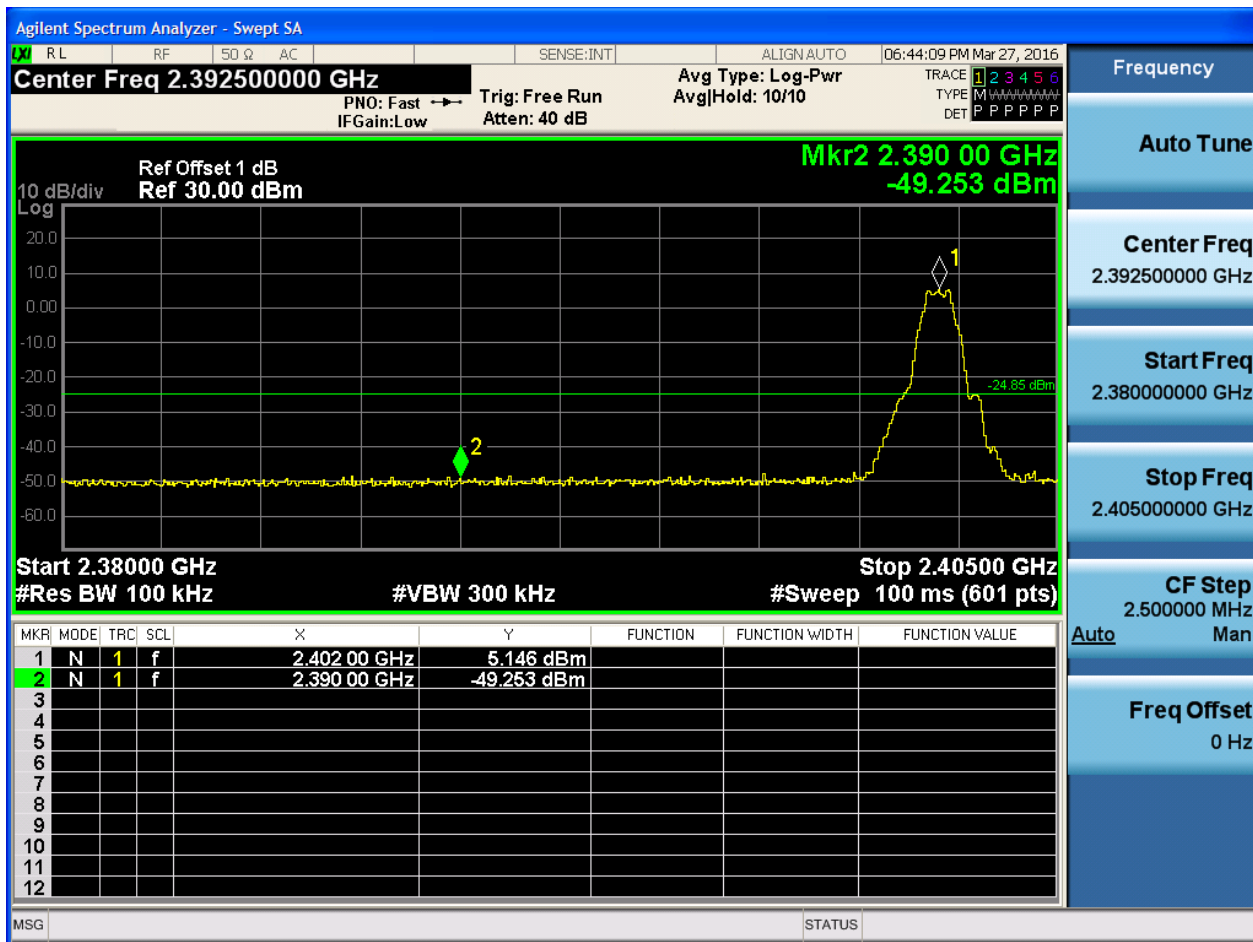 Agilent Spectrum Analyzer - Swept SA
LXI RL RF 50 Ω AC SENSE:INT ALIGN AUTO 06:44:09 PM Mar 27, 2016
Center Freq 2.392500000 GHz
PNO: Fast
IFGain:Low
Trig: Free Run
Atten: 40 dB
Avg Type: Log-Pwr
Avg|Hold: 10/10
TRACE 1 2 3 4 5 6
TYPE M WWWWW
DET P P P P P P
Ref Offset 1 dB
10 dB/div Ref 30.00 dBm
Log
Mkr2 2.390 00 GHz
-49.253 dBm
20.0
10.0
0.00
-10.0
-20.0
-30.0
-40.0
-50.0
-60.0
1
-24.85 dBm
2
Start 2.38000 GHz Stop 2.40500 GHz
#Res BW 100 kHz #VBW 300 kHz #Sweep 100 ms (601 pts)
MKR MODE TRC SCL X Y FUNCTION FUNCTION WIDTH FUNCTION VALUE
1 N 1 f 2.402 00 GHz 5.146 dBm
2 N 1 f 2.390 00 GHz -49.253 dBm
3
4
5
6
7
8
9
10
11
12
MSG STATUS
Frequency
Auto Tune
Center Freq
2.392500000 GHz
Start Freq
2.380000000 GHz
Stop Freq
2.405000000 GHz
CF Step
2.500000 MHz
Auto Man
Freq Offset
0 Hz